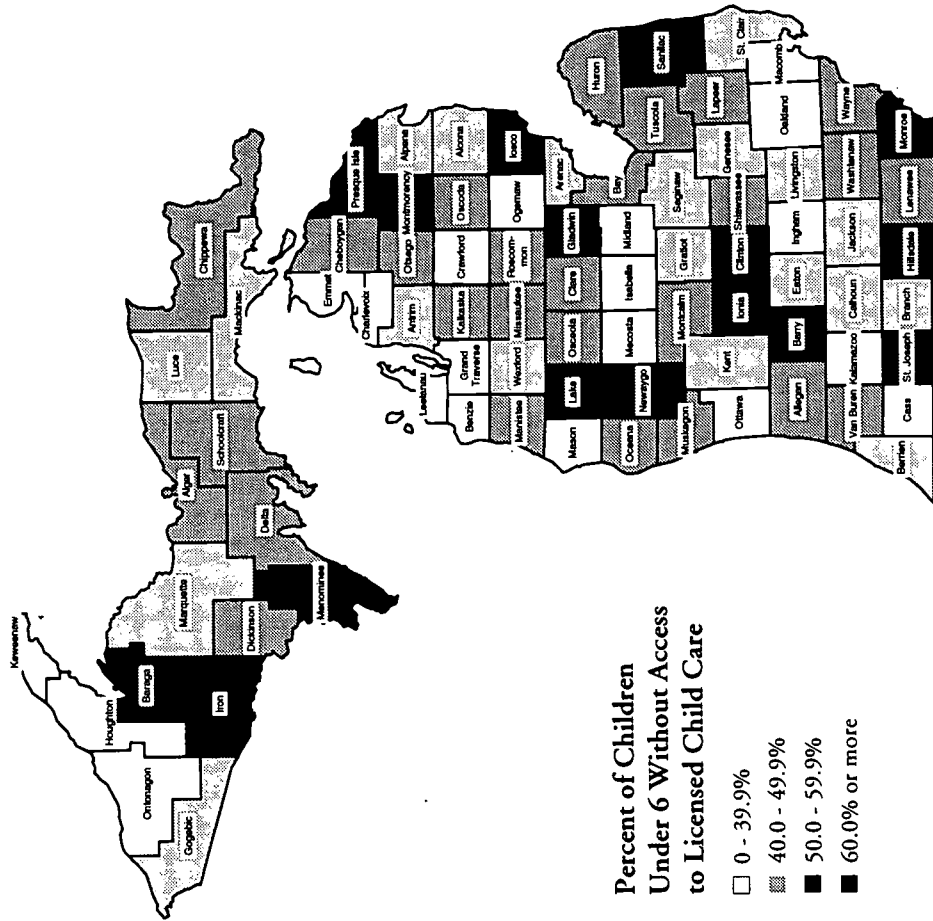 Keweenaw
Houghton
Ontonagon
Gogebic
Baraga
Iron
Marquette
Dickinson
Menominee
Alger
Delta
Schoolcraft
Luce
Mackinac
Chippewa
Emmet
Cheboygan
Presque Isle
Charlevoix
Antrim
Otsego
Montmorency
Alpena
Leelanau
Benzie
Grand
Traverse
Kalkaska
Crawford
Oscoda
Alcona
Manistee
Wexford
Missaukee
Roscom-
mon
Ogemaw
Iosco
Mason
Lake
Osceola
Clare
Gladwin
Arenac
Oceana
Newaygo
Mecosta
Isabella
Midland
Bay
Huron
Muskegon
Montcalm
Gratiot
Saginaw
Tuscola
Sanilac
Ottawa
Kent
Ionia
Clinton
Shiawassee
Genesee
Lapeer
St. Clair
Allegan
Barry
Eaton
Ingham
Livingston
Oakland
Macomb
Van Buren
Kalamazoo
Calhoun
Jackson
Washtenaw
Wayne
Berrien
Cass
St. Joseph
Branch
Hillsdale
Lenawee
Monroe
Percent of Children
Under 6 Without Access
to Licensed Child Care
0 - 39.9%
40.0 - 49.9%
50.0 - 59.9%
60.0% or more